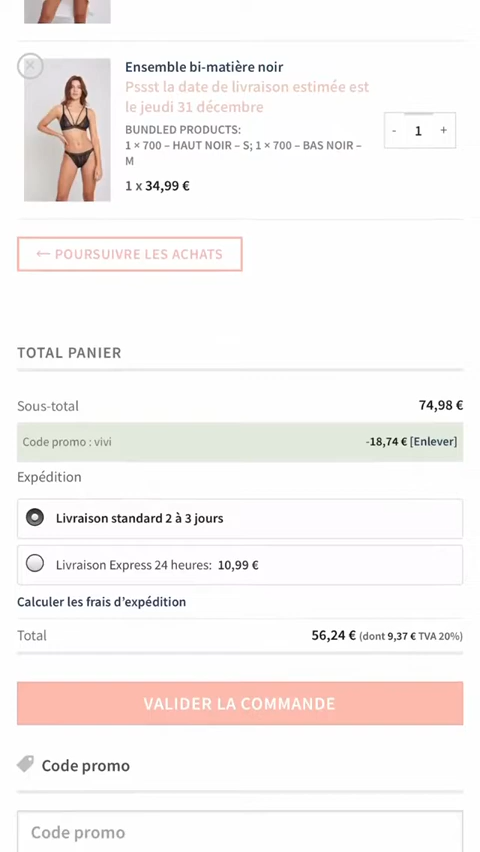 Ensemble bi-matière noir
Pssst la date de livraison estimée est
le jeudi 31 décembre
BUNDLED PRODUCTS:
1 × 700 – HAUT NOIR – S; 1 × 700 – BAS NOIR –
M
- 1 +
1 x 34,99 €
← POURSUIVRE LES ACHATS
TOTAL PANIER
Sous-total 74,98 €
Code promo : vivi -18,74 € [Enlever]
Expédition
Livraison standard 2 à 3 jours
Livraison Express 24 heures: 10,99 €
Calculer les frais d'expédition
Total 56,24 € (dont 9,37 € TVA 20%)
VALIDER LA COMMANDE
Code promo
Code promo